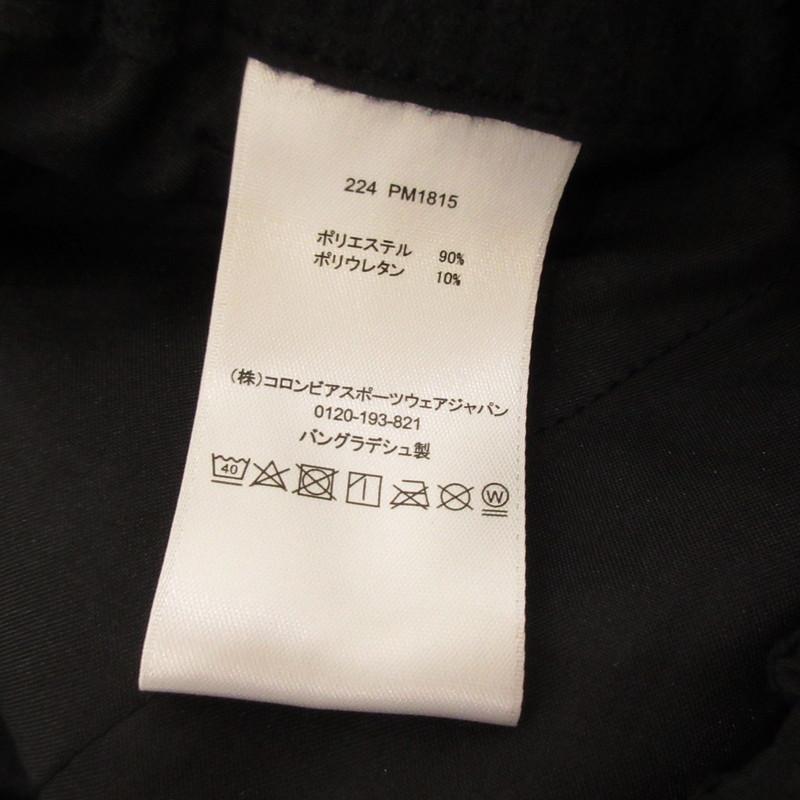 224 PM1815
ポリエステル 90%
ポリウレタン 10%
(株)コロンビアスポーツウェアジャパン
0120-193-821
バングラデシュ製
40 W